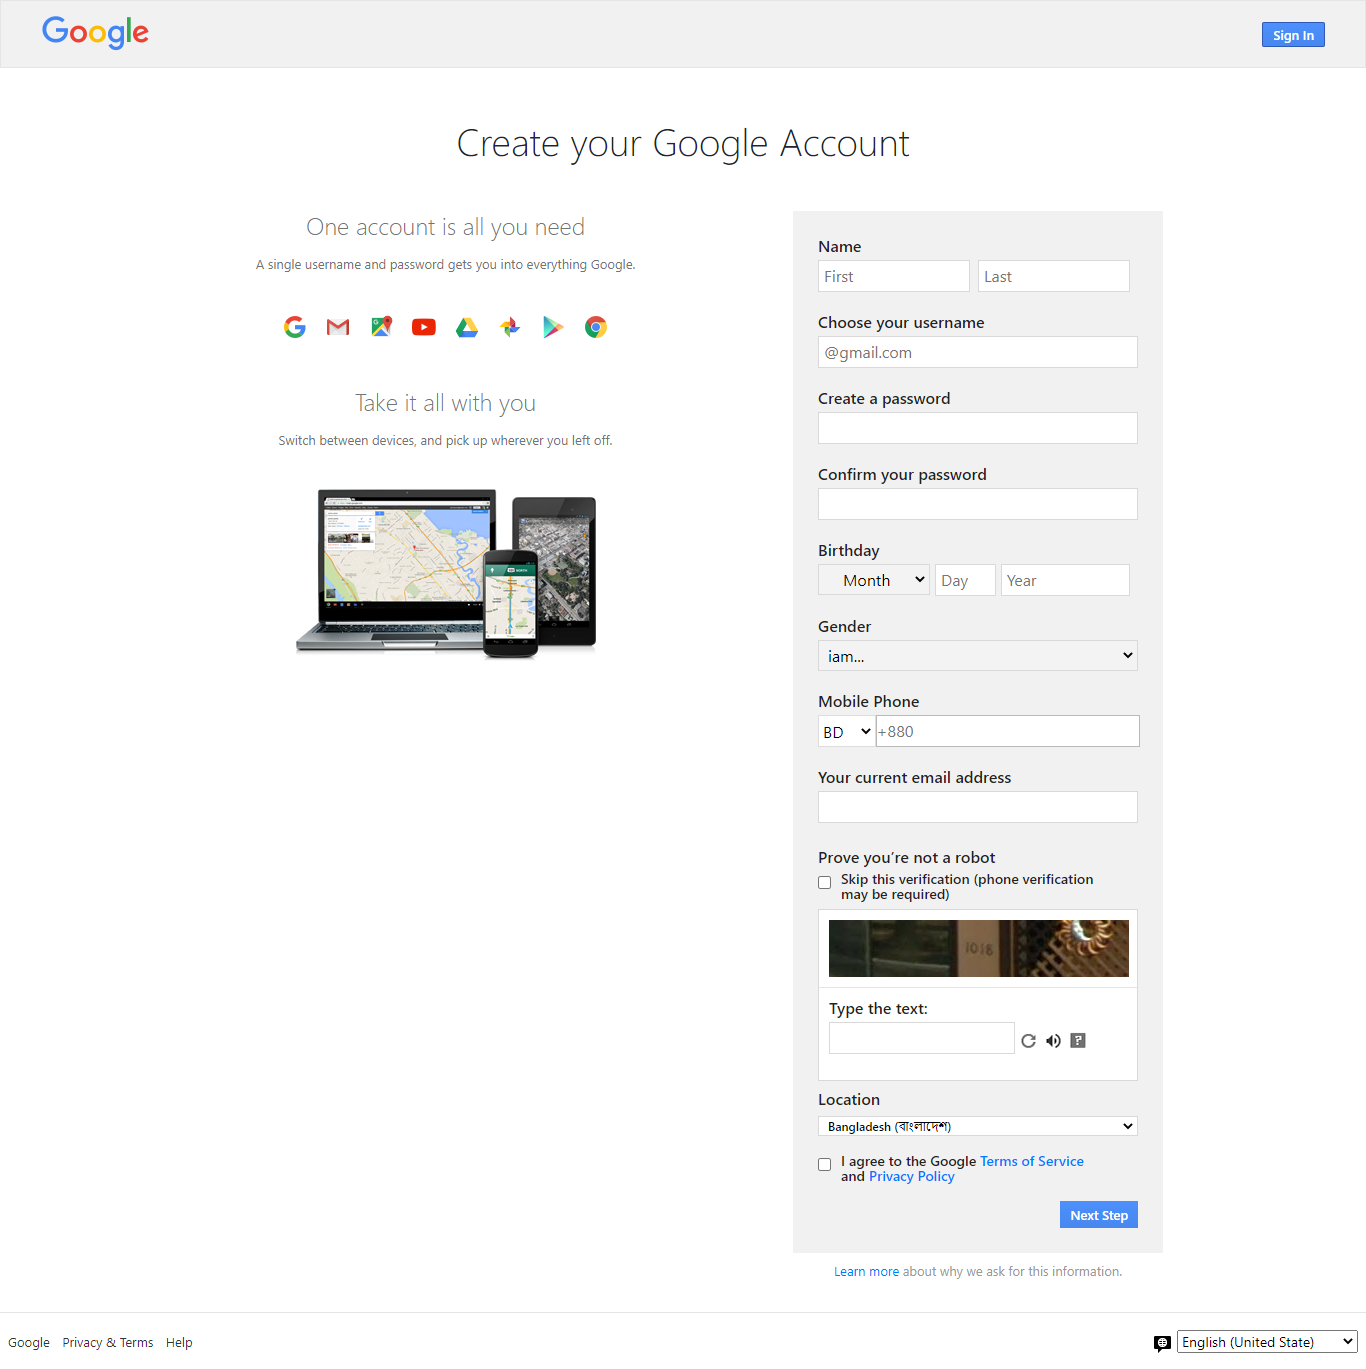 Google
Sign In
Create your Google Account
One account is all you need
A single username and password gets you into everything Google.
Take it all with you
Switch between devices, and pick up wherever you left off.
Name
First Last
Choose your username
@gmail.com
Create a password
Confirm your password
Birthday
Month Day Year
Gender
iam...
Mobile Phone
BD +880
Your current email address
Prove you’re not a robot
Skip this verification (phone verification
may be required)
1018
Type the text:
Location
Bangladesh (বাংলাদেশ)
I agree to the Google Terms of Service
and Privacy Policy
Next Step
Learn more about why we ask for this information.
Google Privacy & Terms Help
English (United State)